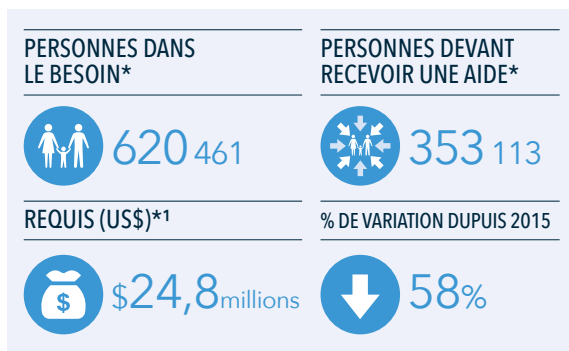 PERSONNES DANS
LE BESOIN*
620 461
PERSONNES DEVANT
RECEVOIR UNE AIDE*
353 113
REQUIS (US$)*¹
$
$24,8millions
% DE VARIATION DUPUIS 2015
58%